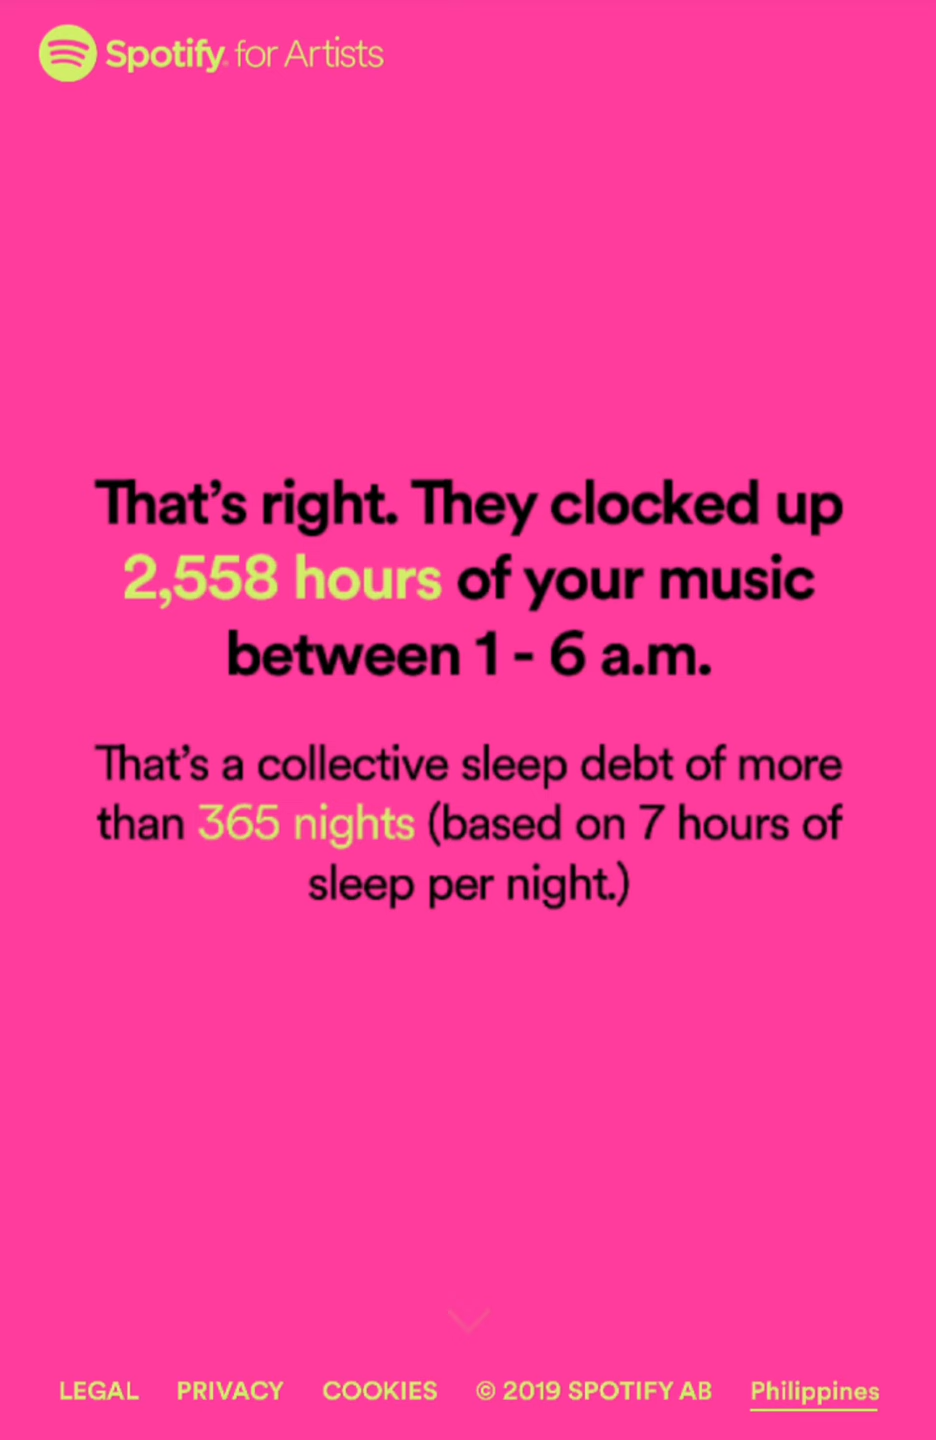 Spotify for Artists
That's right. They clocked up
2,558 hours of your music
between 1 - 6 a.m.
That's a collective sleep debt of more
than 365 nights (based on 7 hours of
sleep per night.)
LEGAL PRIVACY COOKIES © 2019 SPOTIFY AB Philippines